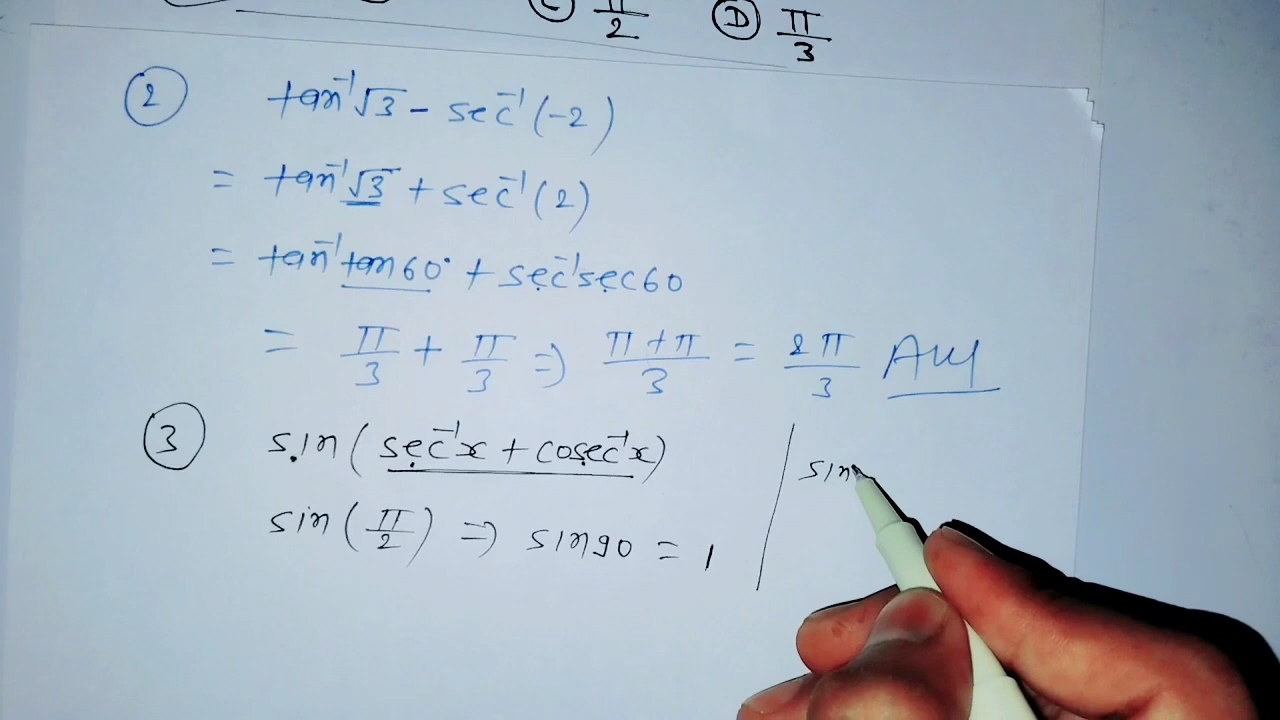 Ⓒ π/2 Ⓓ π/3
② tan⁻¹√3 - sec⁻¹(-2)
= tan⁻¹√3 + sec⁻¹(2)
= tan⁻¹tan60° + sec⁻¹sec60
= π/3 + π/3 ⇒ π+π/3 = 2π/3 Ans
③ sin(sec⁻¹x + cosec⁻¹x)
sin
sin(π/2) ⇒ sin90 = 1